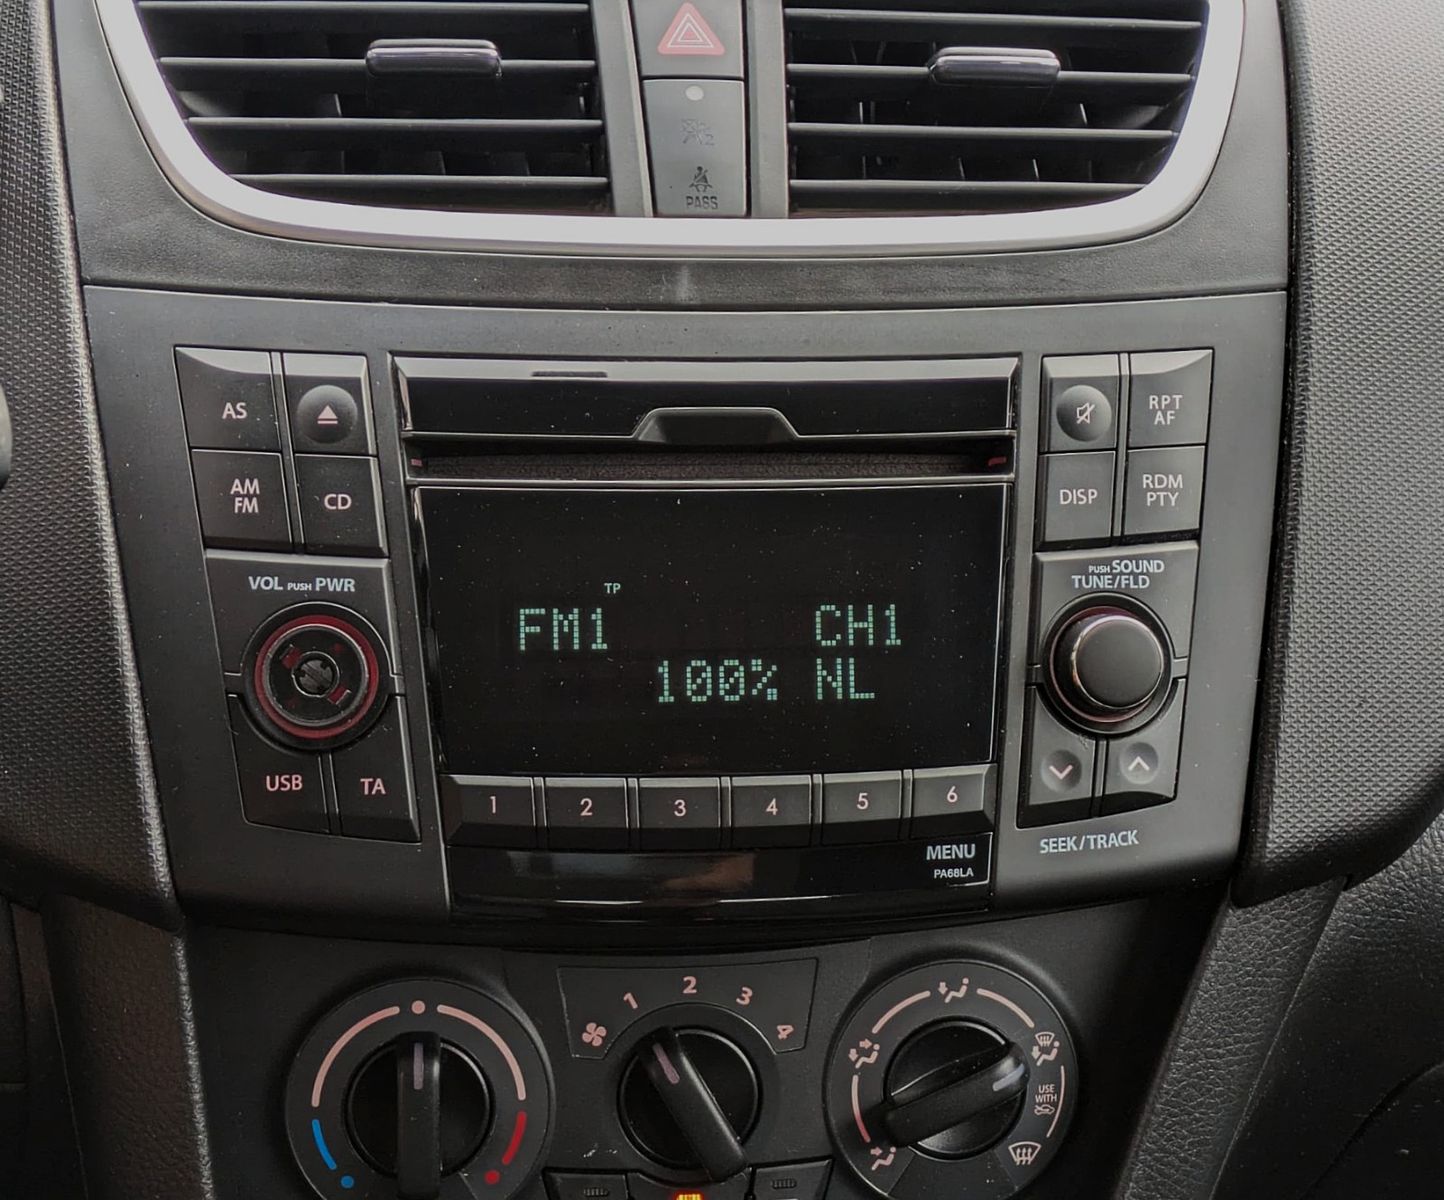 PASS
AS
RPT
AF
AM
FM
CD
DISP
RDM
PTY
VOL PUSH PWR
PUSH SOUND
TUNE/FLD
TP
FM1 CH1
100% NL
USB
TA
1 2 3 4 5 6
SEEK/TRACK
MENU
PA68LA
1 2 3 4
USE
WITH